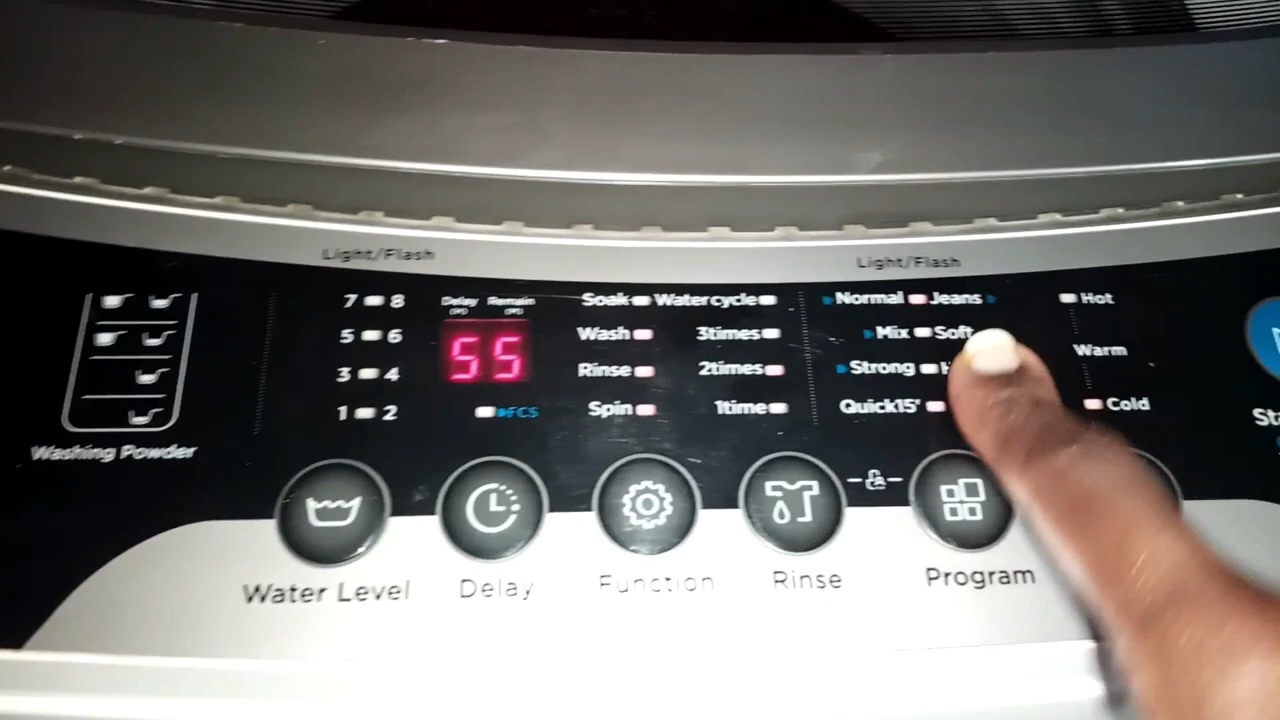 Light/Flash
Light/Flash
7 8
5 6
3 4
1 2
Delay
Remain
55
FCS
Soak Watercycle
Wash 3times
Rinse 2times
Spin 1time
Normal Jeans
Mix Soft
Strong
Quick15'
Hot
Warm
Cold
Washing Powder
Water Level
Delay
Function
Rinse
Program